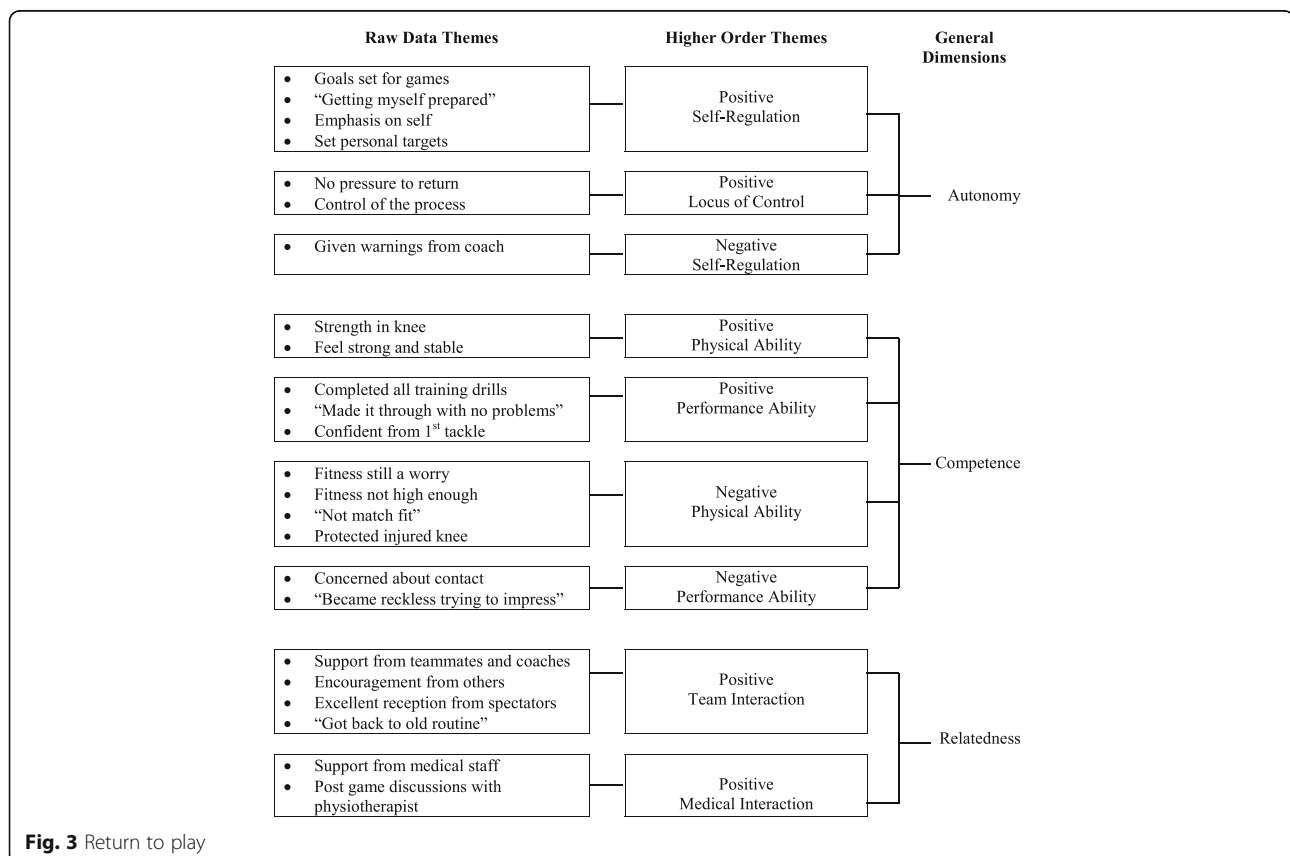 Raw Data Themes
Higher Order Themes
General
Dimensions
• Goals set for games
• “Getting myself prepared”
• Emphasis on self
• Set personal targets
Positive
Self-Regulation
• No pressure to return
• Control of the process
Positive
Locus of Control
• Given warnings from coach
Negative
Self-Regulation
Autonomy
• Strength in knee
• Feel strong and stable
Positive
Physical Ability
• Completed all training drills
• “Made it through with no problems”
• Confident from 1st tackle
Positive
Performance Ability
• Fitness still a worry
• Fitness not high enough
• “Not match fit”
• Protected injured knee
Negative
Physical Ability
• Concerned about contact
• “Became reckless trying to impress”
Negative
Performance Ability
Competence
• Support from teammates and coaches
• Encouragement from others
• Excellent reception from spectators
• “Got back to old routine”
Positive
Team Interaction
• Support from medical staff
• Post game discussions with
physiotherapist
Positive
Medical Interaction
Relatedness
Fig. 3 Return to play